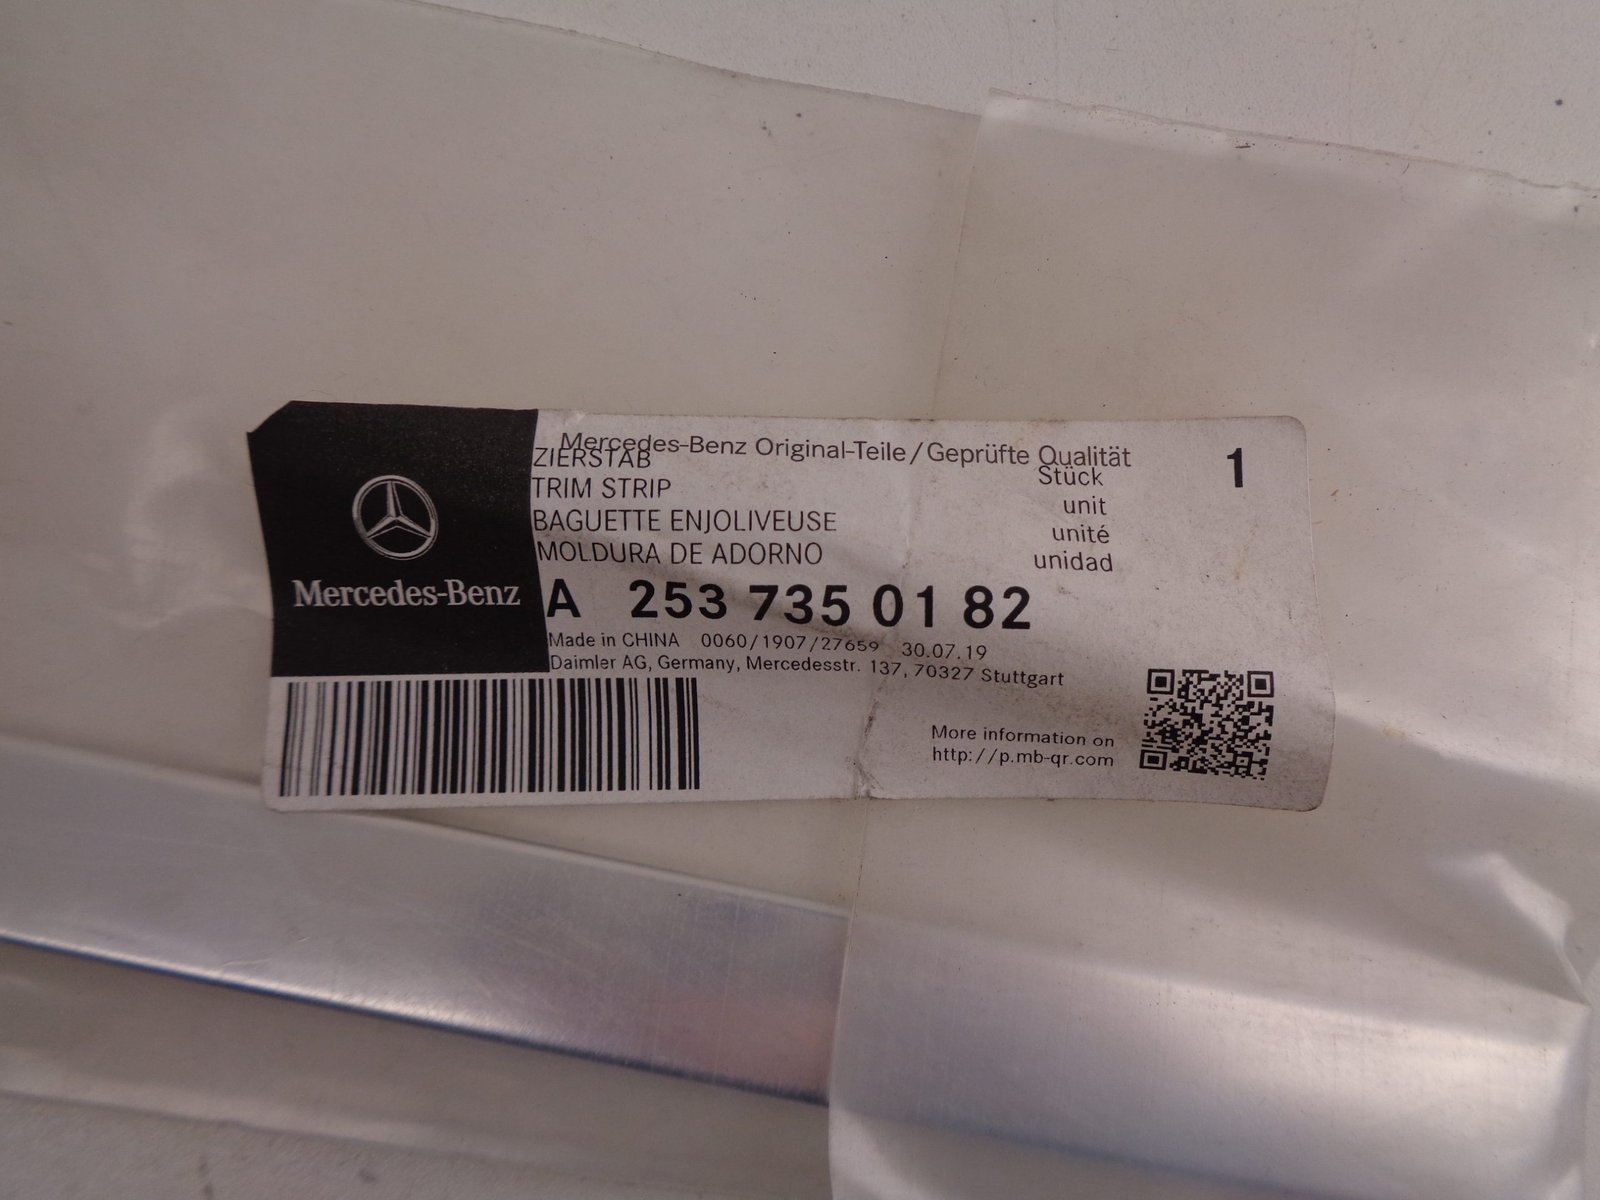 Mercedes-Benz Original-Teile/Geprüfte Qualität
ZIERSTAB Stück 1
TRIM STRIP unit
BAGUETTE ENJOLIVEUSE unité
MOLDURA DE ADORNO unidad
Mercedes-Benz
A 253 735 01 82
Made in CHINA 0060/1907/27659 30.07.19
Daimler AG, Germany, Mercedesstr. 137, 70327 Stuttgart
More information on
http://p.mb-qr.com